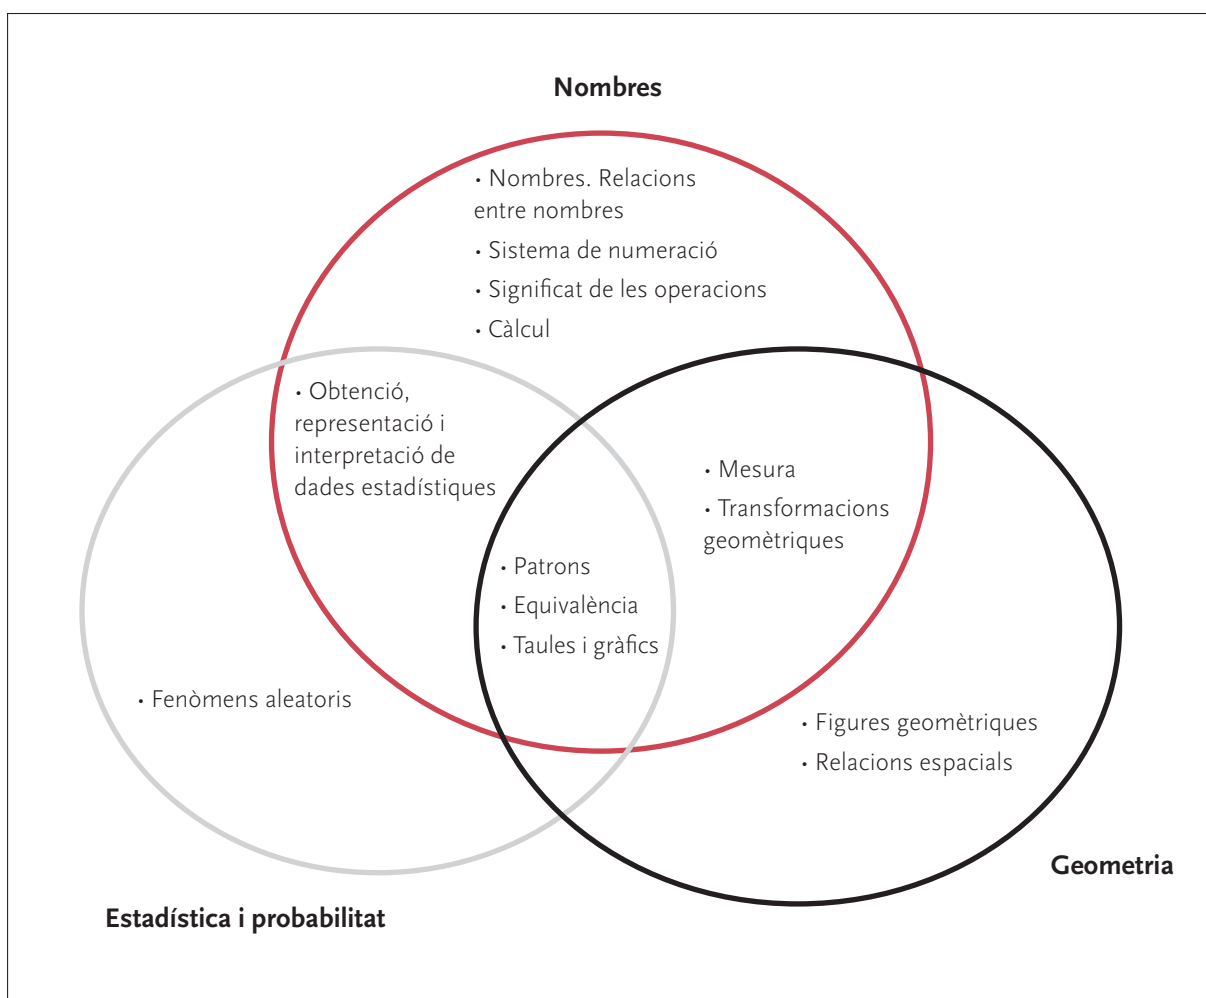 Nombres
• Nombres. Relacions
entre nombres
• Sistema de numeració
• Significat de les operacions
• Càlcul
• Obtenció,
representació i
interpretació de
dades estadístiques
• Mesura
• Transformacions
geomètriques
• Patrons
• Equivalència
• Taules i gràfics
• Fenòmens aleatoris
• Figures geomètriques
• Relacions espacials
Geometria
Estadística i probabilitat